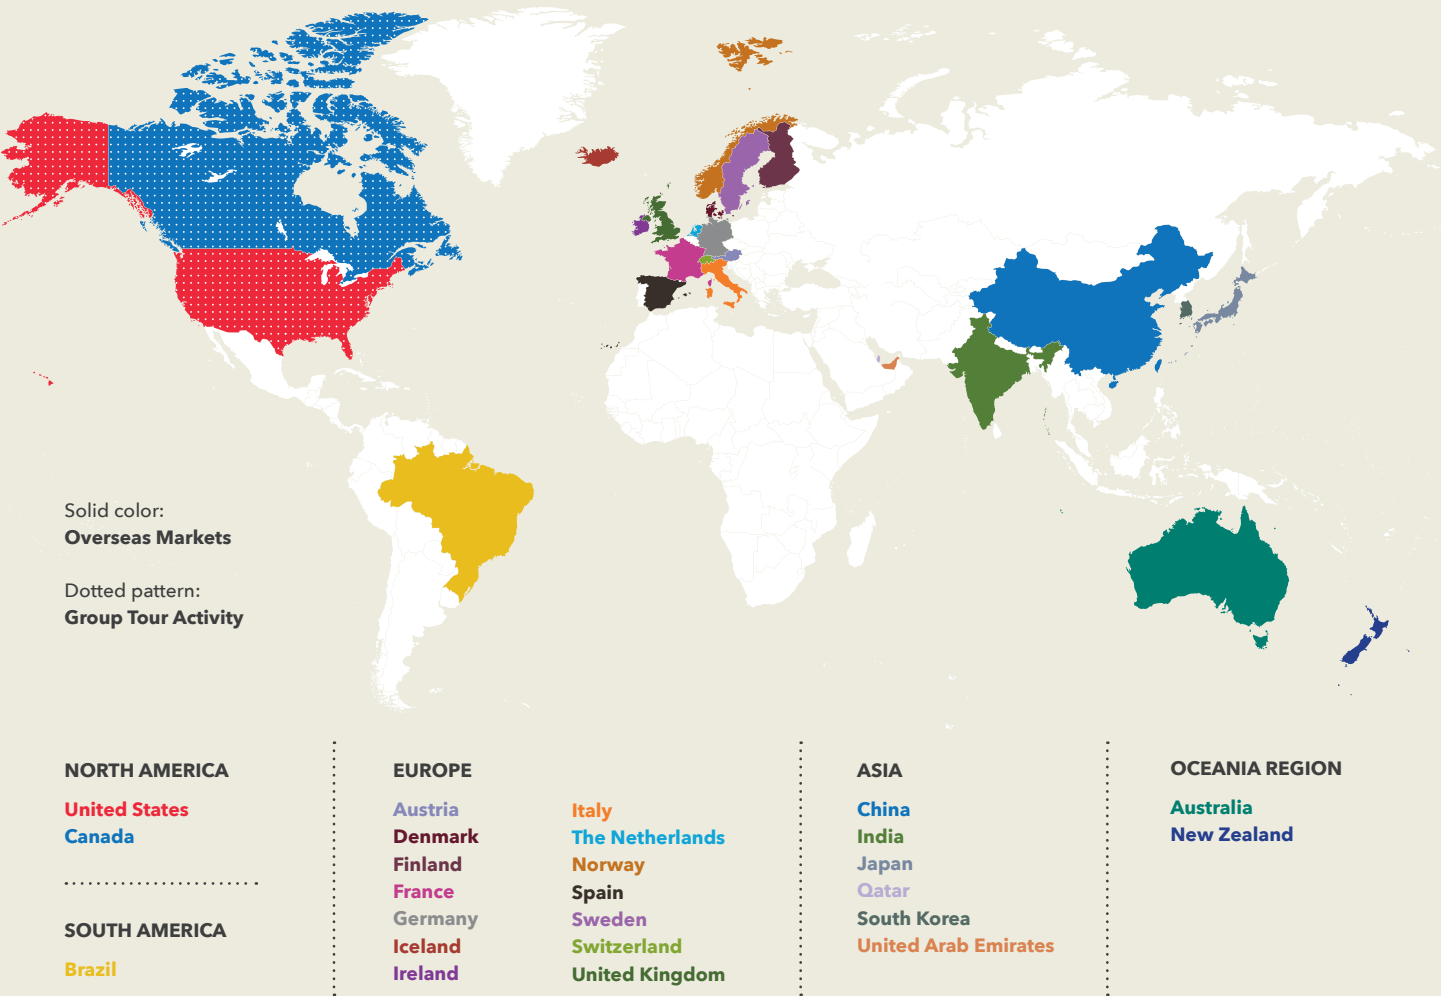 Solid color:
Overseas Markets
Dotted pattern:
Group Tour Activity
NORTH AMERICA
United States
Canada
SOUTH AMERICA
Brazil
EUROPE
Austria
Denmark
Finland
France
Germany
Iceland
Ireland
Italy
The Netherlands
Norway
Spain
Sweden
Switzerland
United Kingdom
ASIA
China
India
Japan
Qatar
South Korea
United Arab Emirates
OCEANIA REGION
Australia
New Zealand